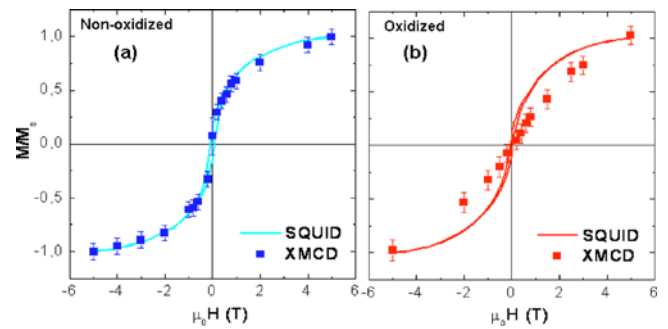 Non-oxidized
(a)
1.0
0.5
0.0
-0.5
-1.0
M/Mₛ
SQUID
XMCD
-6 -4 -2 0 2 4 6
μ₀H (T)
Oxidized
(b)
SQUID
XMCD
-6 -4 -2 0 2 4 6
μ₀H (T)